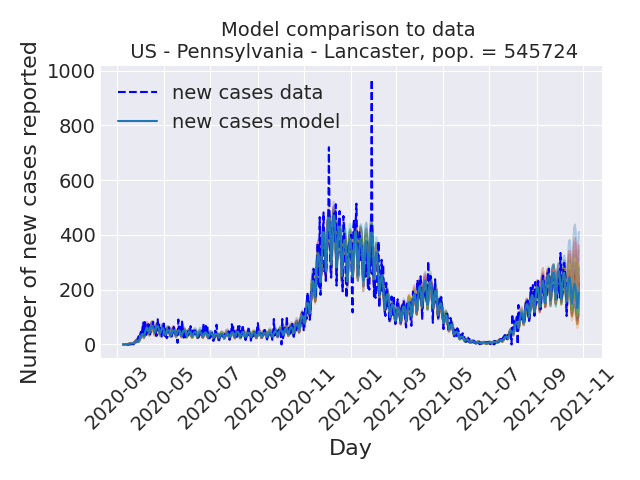 Model comparison to data
US - Pennsylvania - Lancaster, pop. = 545724
Number of new cases reported
1000
800
600
400
200
0
new cases data
new cases model
2020-03
2020-05
2020-07
2020-09
2020-11
2021-01
2021-03
2021-05
2021-07
2021-09
2021-11
Day